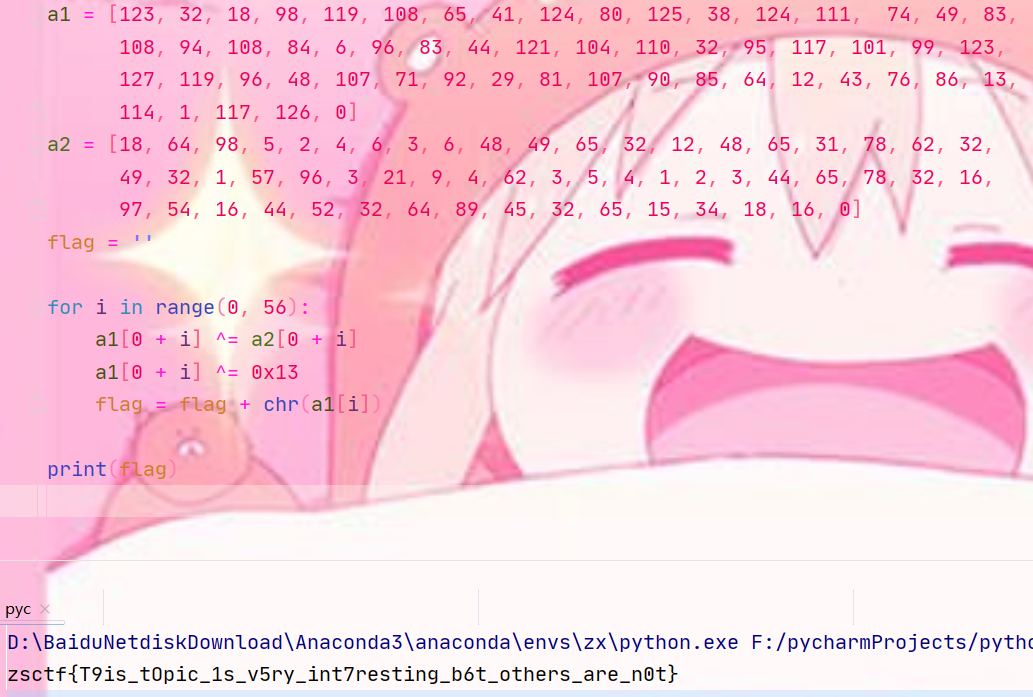 a1 = [123, 32, 18, 98, 119, 108, 65, 41, 124, 80, 125, 38, 124, 111,  74, 49, 83,
108, 94, 108, 84, 6, 96, 83, 44, 121, 104, 110, 32, 95, 117, 101, 99, 123,
127, 119, 96, 48, 107, 71, 92, 29, 81, 107, 90, 85, 64, 12, 43, 76, 86, 13,
114, 1, 117, 126, 0]
a2 = [18, 64, 98, 5, 2, 4, 6, 3, 6, 48, 49, 65, 32, 12, 48, 65, 31, 78, 62, 32,
49, 32, 1, 57, 96, 3, 21, 9, 4, 62, 3, 5, 4, 1, 2, 3, 44, 65, 78, 32, 16,
97, 54, 16, 44, 52, 32, 64, 89, 45, 32, 65, 15, 34, 18, 16, 0]
flag = ''
for i in range(0, 56):
a1[0 + i] ^= a2[0 + i]
a1[0 + i] ^= 0x13
flag = flag + chr(a1[i])
print(flag)
pyc ×
D:\BaiduNetdiskDownload\Anaconda3\anaconda\envs\zx\python.exe F:/pycharmProjects/pytho
zsctf{T9is_tOpic_1s_v5ry_int7resting_b6t_others_are_n0t}